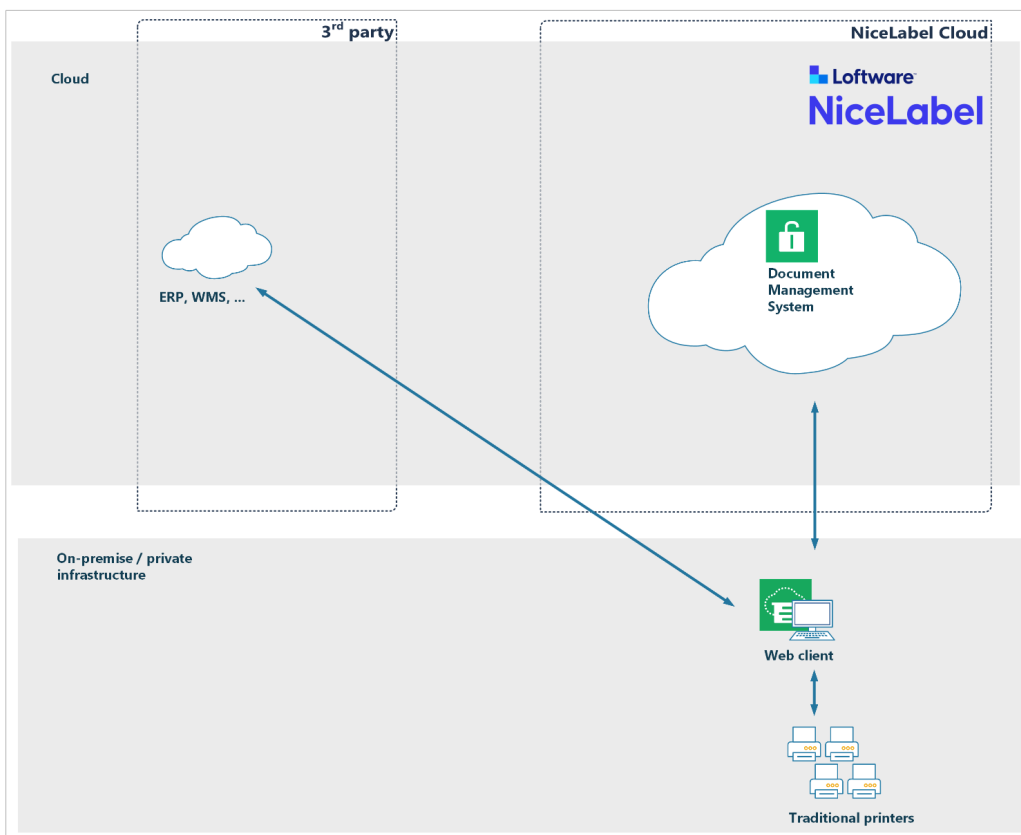 3rd party
NiceLabel Cloud
Cloud
Loftware
NiceLabel
Document
Management
System
ERP, WMS, ...
On-premise / private
infrastructure
Web client
Traditional printers